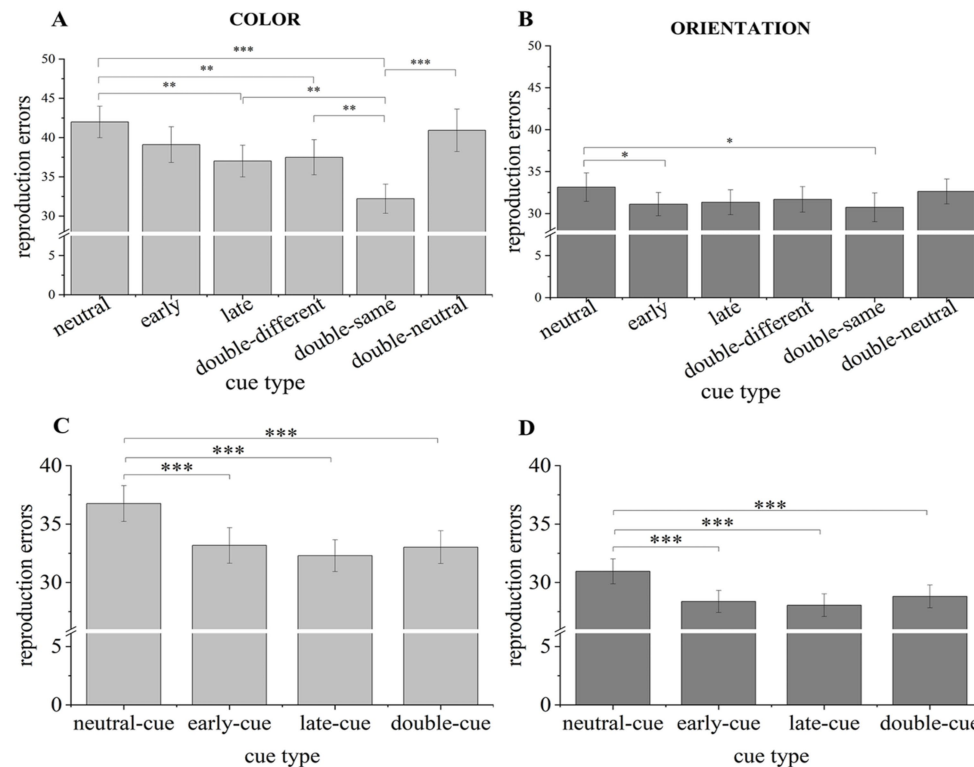 A
COLOR
reproduction errors
50
45
40
35
30
5
0
***
***
**
**
**
**
neutral
early
late
double-different
double-same
double-neutral
cue type
B
ORIENTATION
reproduction errors
50
45
40
35
30
5
0
*
*
neutral
early
late
double-different
double-same
double-neutral
cue type
C
reproduction errors
40
35
30
5
0
***
***
***
neutral-cue
early-cue
late-cue
double-cue
cue type
D
reproduction errors
40
35
30
5
0
***
***
***
neutral-cue
early-cue
late-cue
double-cue
cue type